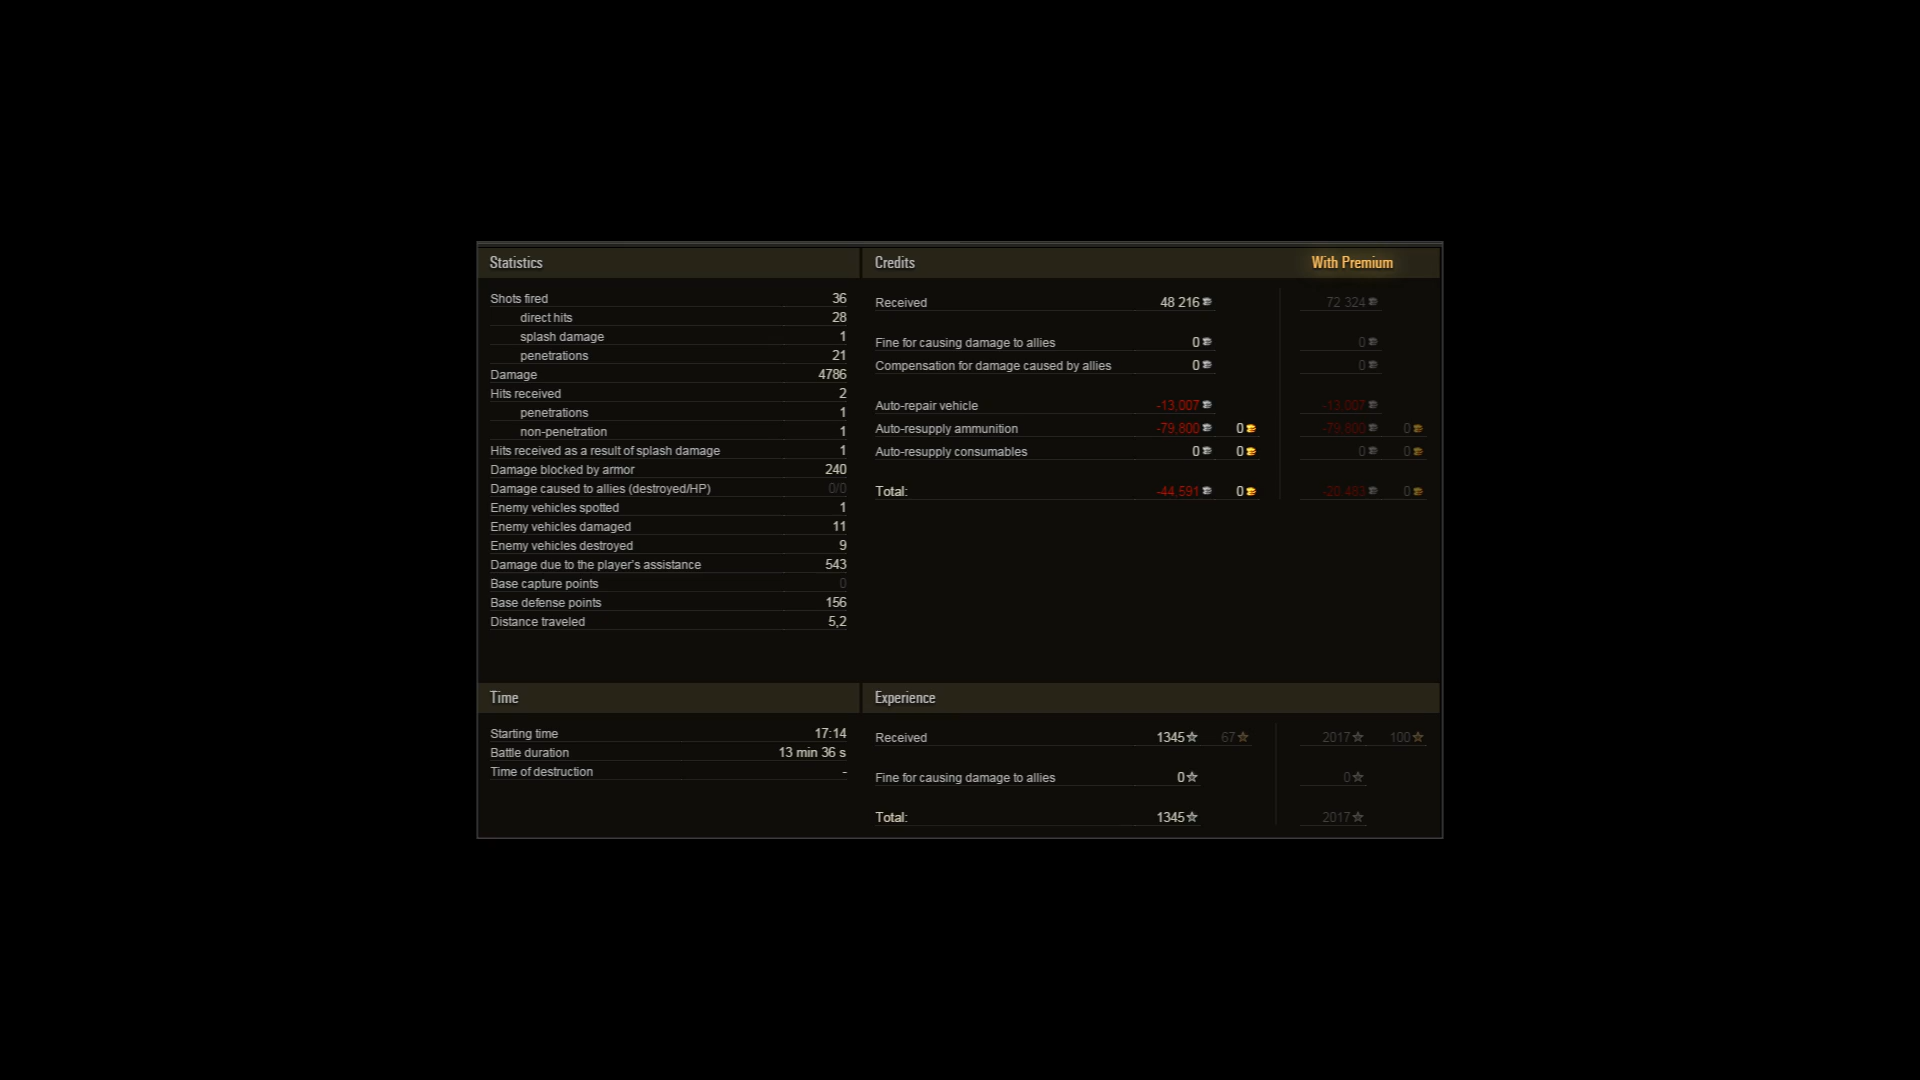 Statistics
Shots fired 36
direct hits 28
splash damage 1
penetrations 21
Damage 4786
Hits received 2
penetrations 1
non-penetration 1
Hits received as a result of splash damage 1
Damage blocked by armor 240
Damage caused to allies (destroyed/HP) 0/0
Enemy vehicles spotted 1
Enemy vehicles damaged 11
Enemy vehicles destroyed 9
Damage due to the player's assistance 543
Base capture points 0
Base defense points 156
Distance traveled 5,2
Credits With Premium
Received 48 216 72 324
Fine for causing damage to allies 0 0
Compensation for damage caused by allies 0 0
Auto-repair vehicle -13,007 -13,007
Auto-resupply ammunition -79,800 0 -79,800 0
Auto-resupply consumables 0 0 0 0
Total: -44,591 0 -20,483 0
Time
Starting time 17:14
Battle duration 13 min 36 s
Time of destruction -
Experience
Received 1345 67 2017 100
Fine for causing damage to allies 0 0
Total: 1345 2017